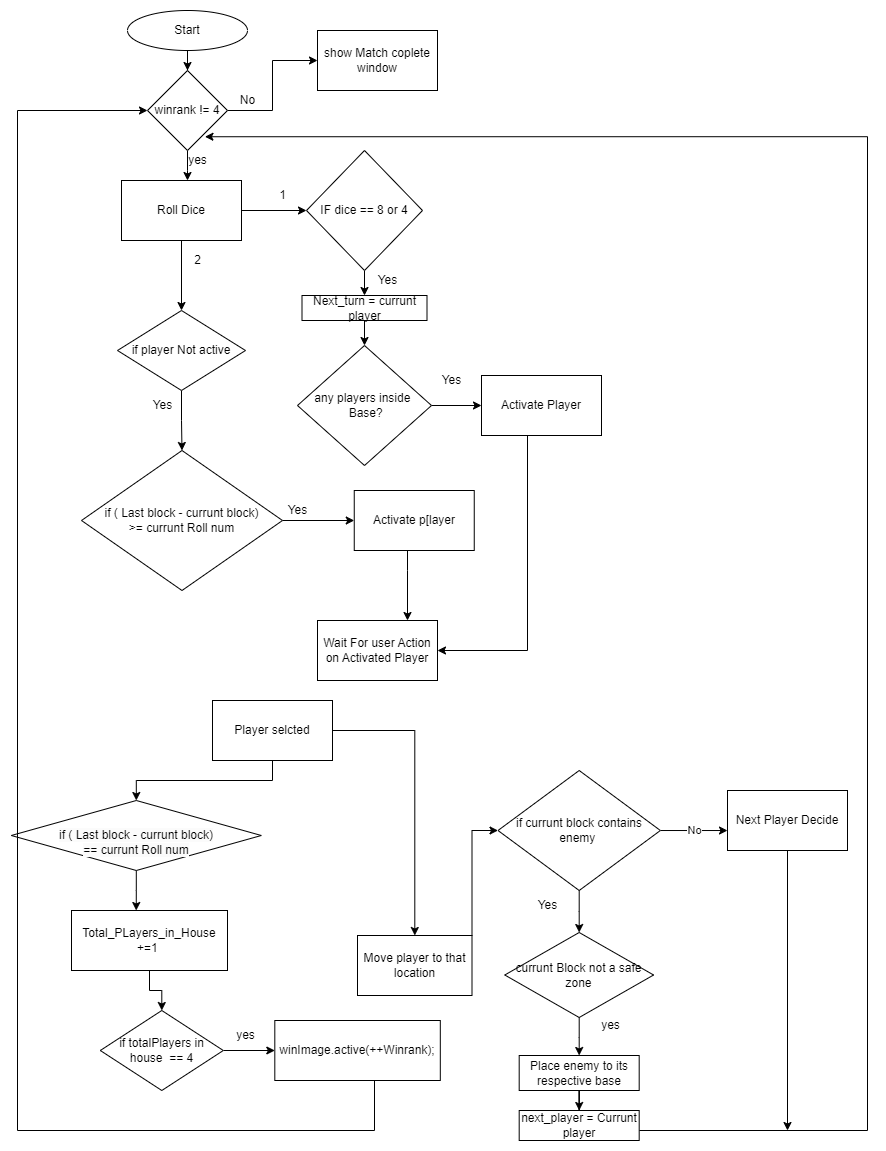 Start
show Match coplete
window
winrank != 4
No
yes
Roll Dice
1
IF dice == 8 or 4
2
Yes
Next_turn = currunt
player
if player Not active
any players inside
Base?
Yes
Activate Player
Yes
if ( Last block - currunt block)
>= currunt Roll num
Yes
Activate p[layer
Wait For user Action
on Activated Player
Player selcted
if ( Last block - currunt block)
== currunt Roll num
if currunt block contains
enemy
No
Next Player Decide
Yes
Total_PLayers_in_House
+=1
Move player to that
location
currunt Block not a safe
zone
if totalPlayers in
house  == 4
yes
winImage.active(++Winrank);
yes
Place enemy to its
respective base
next_player = Currunt
player